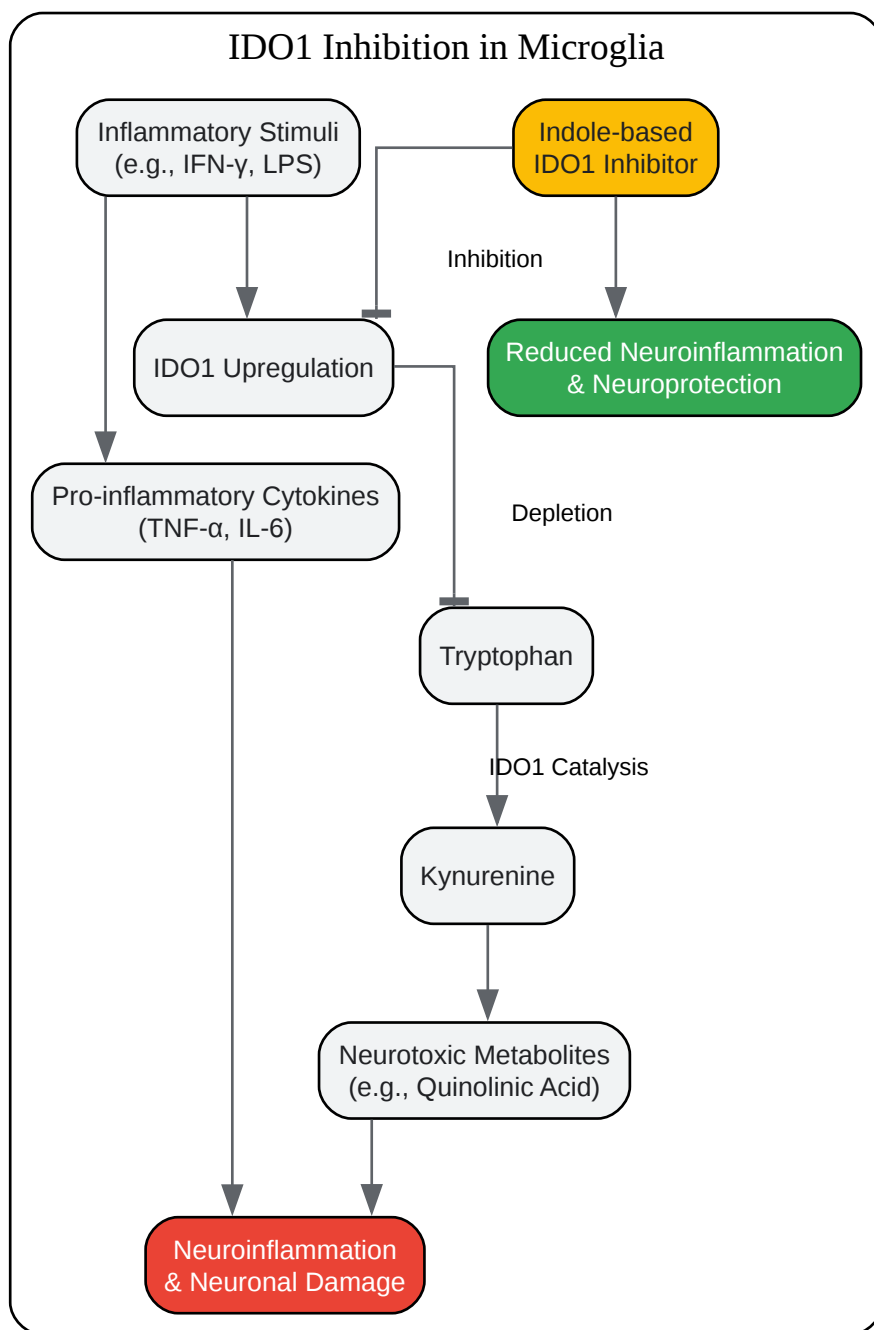 IDO1 Inhibition in Microglia
Inflammatory Stimuli
(e.g., IFN-γ, LPS)
Indole-based
IDO1 Inhibitor
Inhibition
IDO1 Upregulation
Reduced Neuroinflammation
& Neuroprotection
Pro-inflammatory Cytokines
(TNF-α, IL-6)
Depletion
Tryptophan
IDO1 Catalysis
Kynurenine
Neurotoxic Metabolites
(e.g., Quinolinic Acid)
Neuroinflammation
& Neuronal Damage